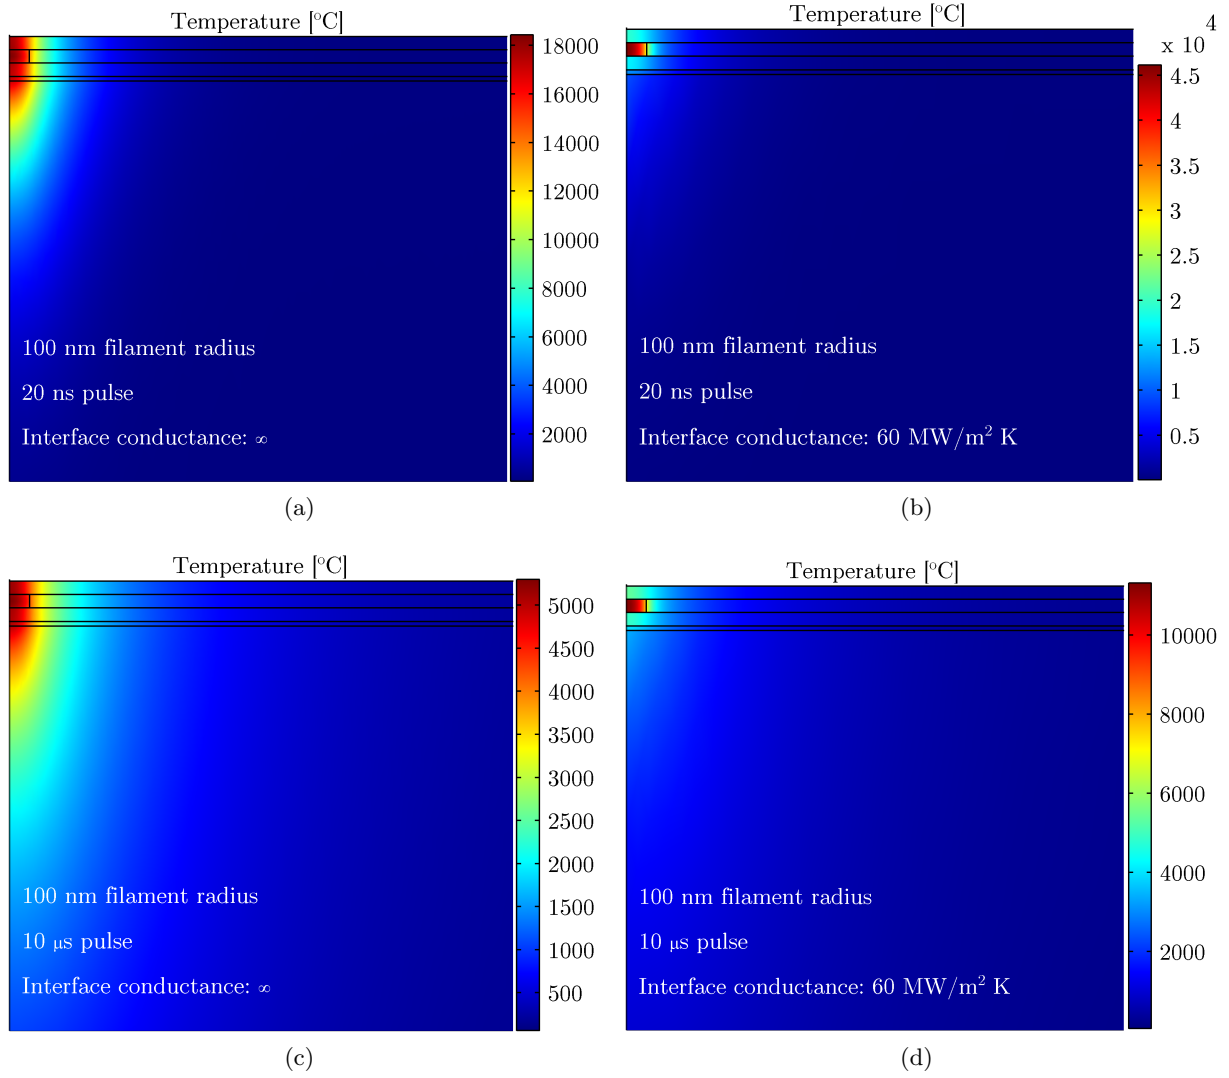 Temperature [°C]
18000
16000
14000
12000
10000
8000
6000
4000
2000
100 nm filament radius
20 ns pulse
Interface conductance: ∞
(a)
Temperature [°C]
x 10⁴
4.5
4
3.5
3
2.5
2
1.5
1
0.5
100 nm filament radius
20 ns pulse
Interface conductance: 60 MW/m² K
(b)
Temperature [°C]
5000
4500
4000
3500
3000
2500
2000
1500
1000
500
100 nm filament radius
10 µs pulse
Interface conductance: ∞
(c)
Temperature [°C]
10000
8000
6000
4000
2000
100 nm filament radius
10 µs pulse
Interface conductance: 60 MW/m² K
(d)